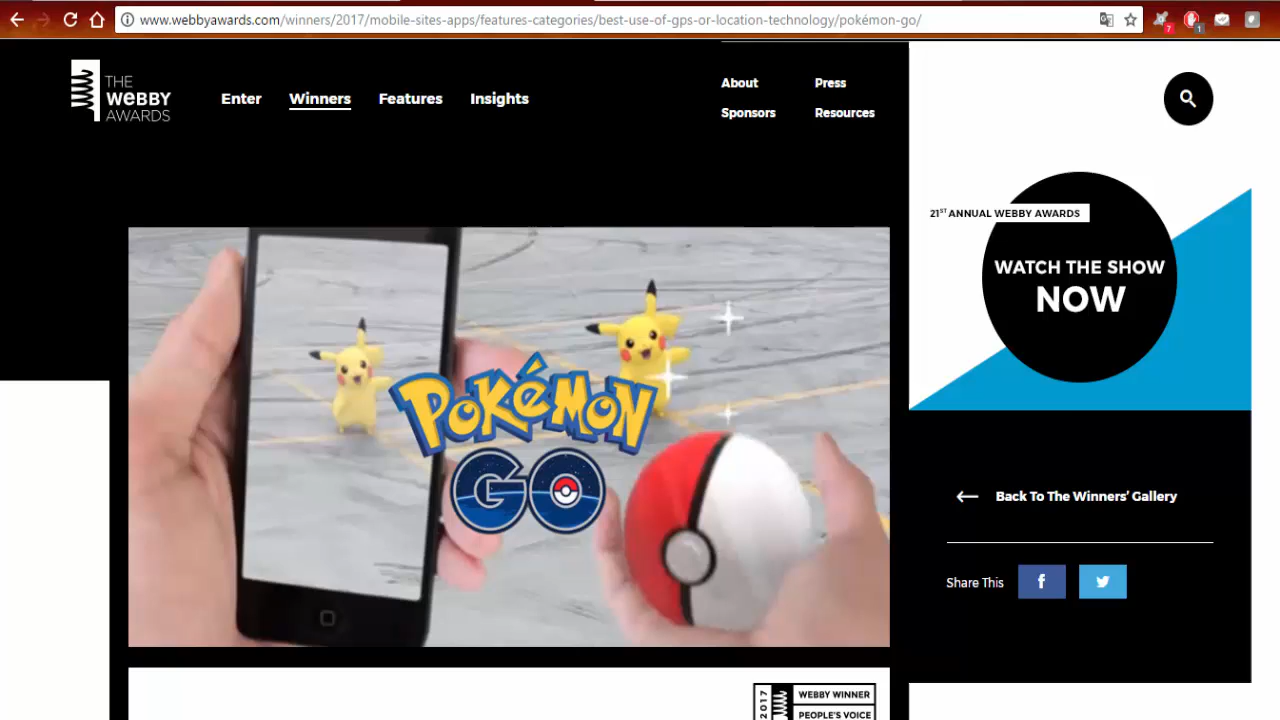 www.webbyawards.com/winners/2017/mobile-sites-apps/features-categories/best-use-of-gps-or-location-technology/pokémon-go/
7
1
THE
WEBBY
AWARDS
Enter
Winners
Features
Insights
About
Press
Sponsors
Resources
21ST ANNUAL WEBBY AWARDS
WATCH THE SHOW
NOW
POKéMON
GO
Back To The Winners' Gallery
Share This
2017
WEBBY WINNER
PEOPLE'S VOICE